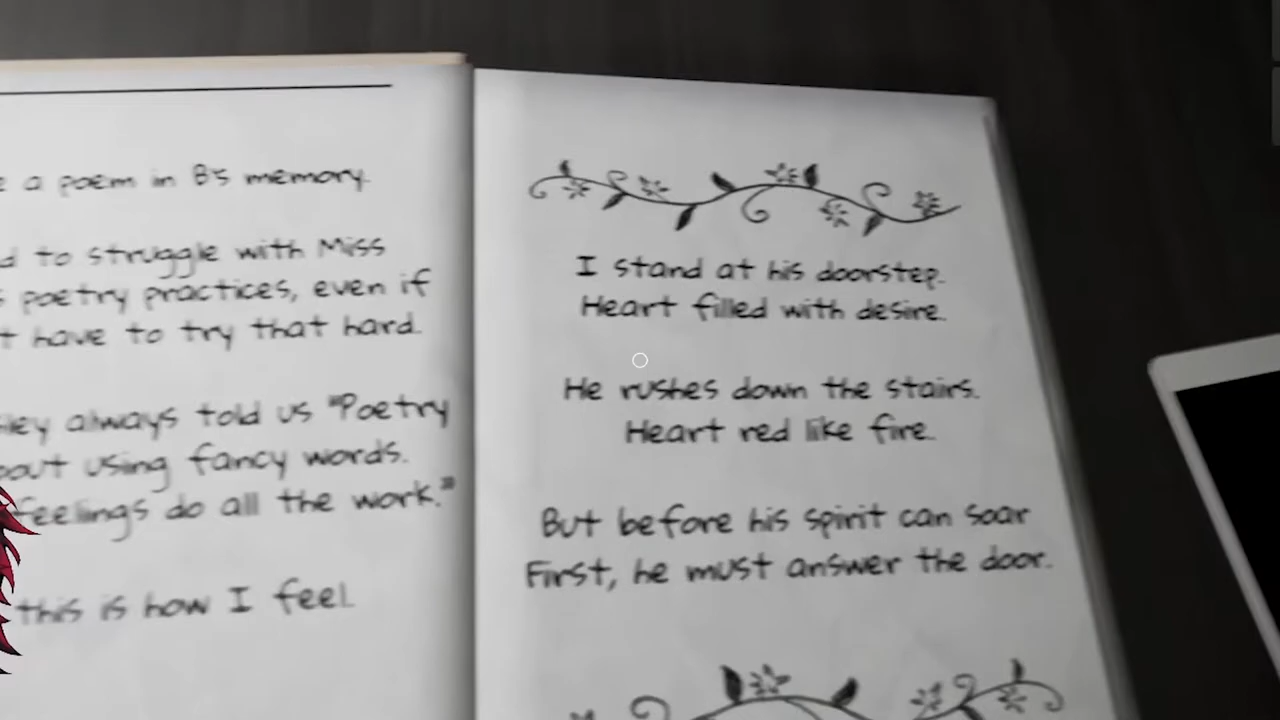 a poem in B's memory.
to struggle with Miss
poetry practices, even if
have to try that hard.
always told us "Poetry
using fancy words.
feelings do all the work."
this is how I feel.
I stand at his doorstep.
Heart filled with desire.
He rushes down the stairs.
Heart red like fire.
But before his spirit can soar
First, he must answer the door.